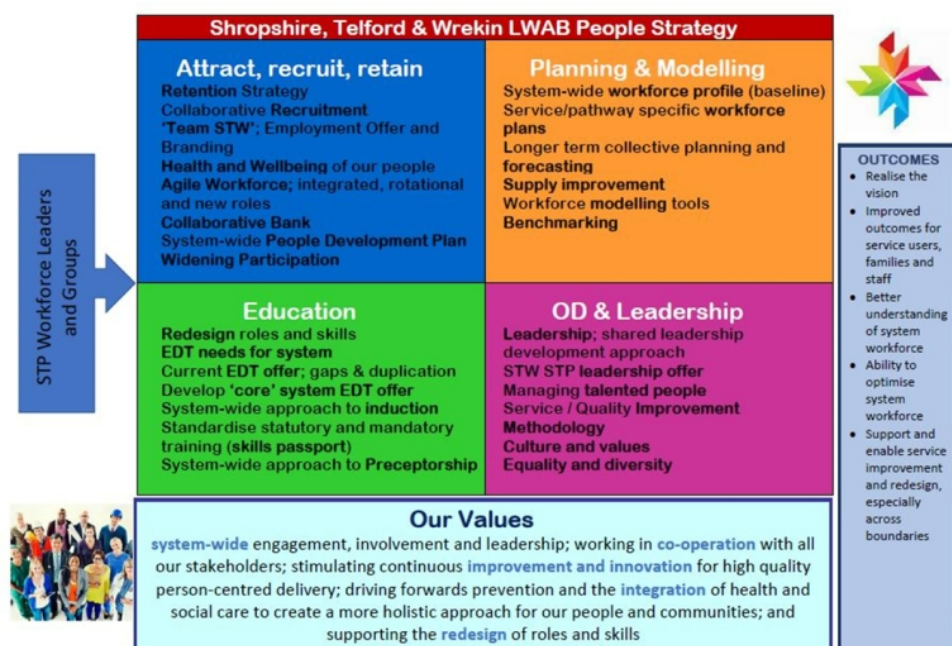 Shropshire, Telford & Wrekin LWAB People Strategy
STP Workforce Leaders
and Groups
Attract, recruit, retain
Retention Strategy
Collaborative Recruitment
'Team STW'; Employment Offer and
Branding
Health and Wellbeing of our people
Agile Workforce; integrated, rotational
and new roles
Collaborative Bank
System-wide People Development Plan
Widening Participation
Planning & Modelling
System-wide workforce profile (baseline)
Service/pathway specific workforce
plans
Longer term collective planning and
forecasting
Supply improvement
Workforce modelling tools
Benchmarking
Education
Redesign roles and skills
EDT needs for system
Current EDT offer; gaps & duplication
Develop 'core' system EDT offer
System-wide approach to induction
Standardise statutory and mandatory
training (skills passport)
System-wide approach to Preceptorship
OD & Leadership
Leadership; shared leadership
development approach
STW STP leadership offer
Managing talented people
Service / Quality Improvement
Methodology
Culture and values
Equality and diversity
OUTCOMES
• Realise the
vision
• Improved
outcomes for
service users,
families and
staff
• Better
understanding
of system
workforce
• Ability to
optimise
system
workforce
• Support and
enable service
improvement
and redesign,
especially
across
boundaries
Our Values
system-wide engagement, involvement and leadership; working in co-operation with all
our stakeholders; stimulating continuous improvement and innovation for high quality
person-centred delivery; driving forwards prevention and the integration of health and
social care to create a more holistic approach for our people and communities; and
supporting the redesign of roles and skills